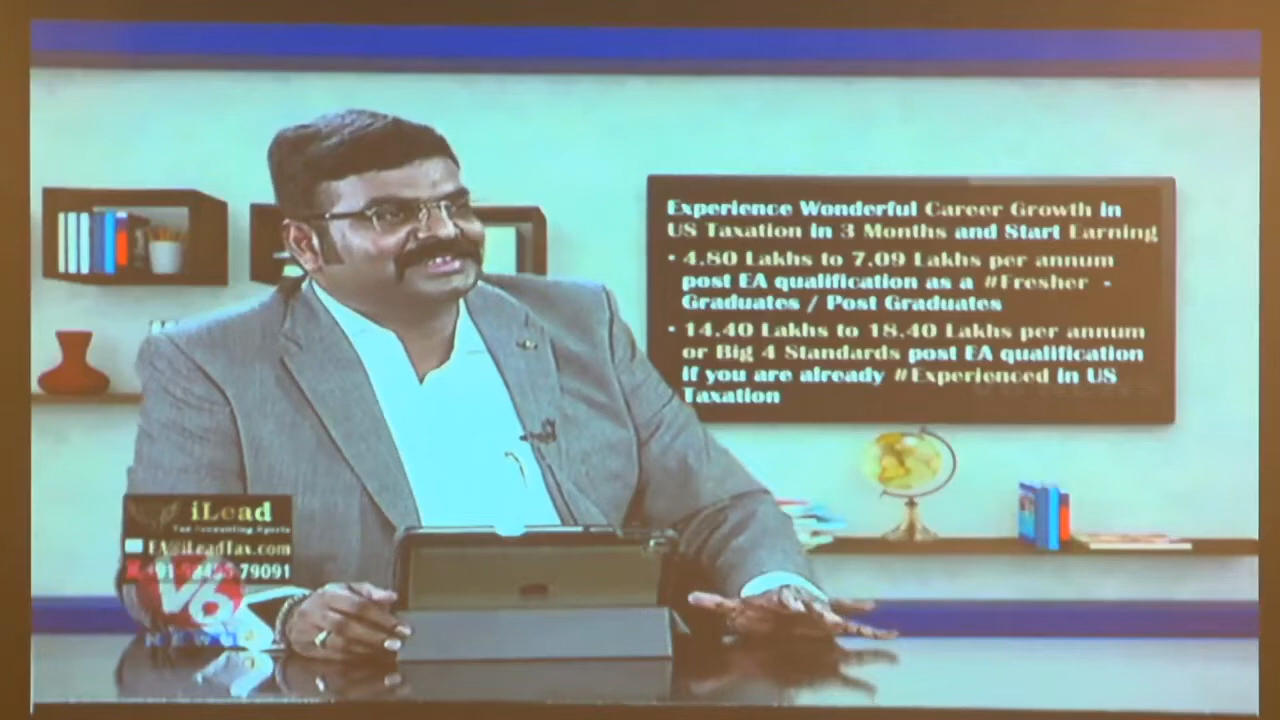 Experience Wonderful Career Growth in
US Taxation in 3 Months and Start Earning
• 4.80 Lakhs to 7.09 Lakhs per annum
post EA qualification as a #Fresher -
Graduates / Post Graduates
• 14.40 Lakhs to 18.40 Lakhs per annum
or Big 4 Standards post EA qualification
if you are already #Experienced in US
Taxation
iLead
EA@iLeadTax.com
+91 79091
V6
NEWS